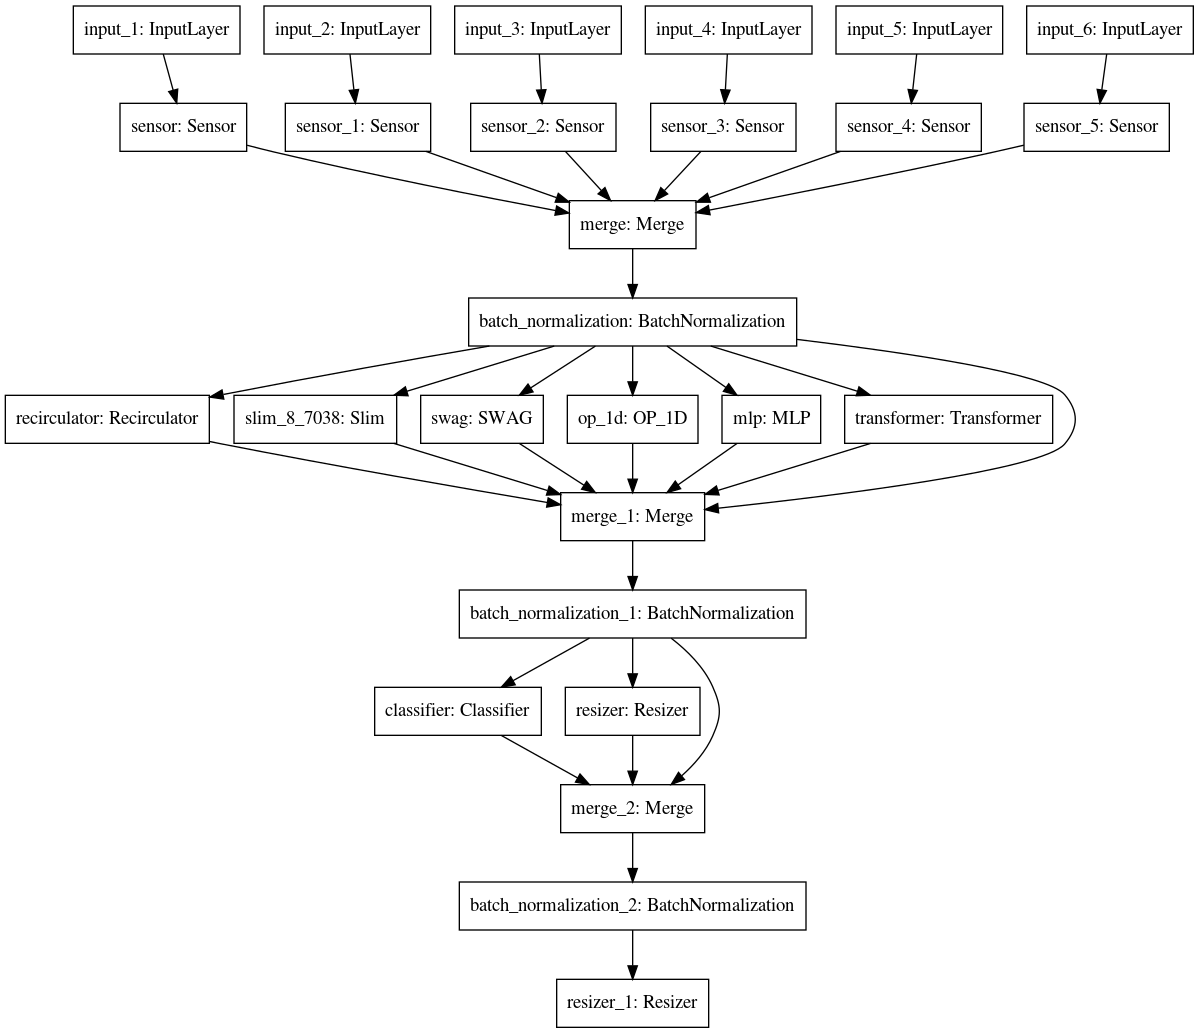 input_1: InputLayer
input_2: InputLayer
input_3: InputLayer
input_4: InputLayer
input_5: InputLayer
input_6: InputLayer
sensor: Sensor
sensor_1: Sensor
sensor_2: Sensor
sensor_3: Sensor
sensor_4: Sensor
sensor_5: Sensor
merge: Merge
batch_normalization: BatchNormalization
recirculator: Recirculator
slim_8_7038: Slim
swag: SWAG
op_1d: OP_1D
mlp: MLP
transformer: Transformer
merge_1: Merge
batch_normalization_1: BatchNormalization
classifier: Classifier
resizer: Resizer
merge_2: Merge
batch_normalization_2: BatchNormalization
resizer_1: Resizer